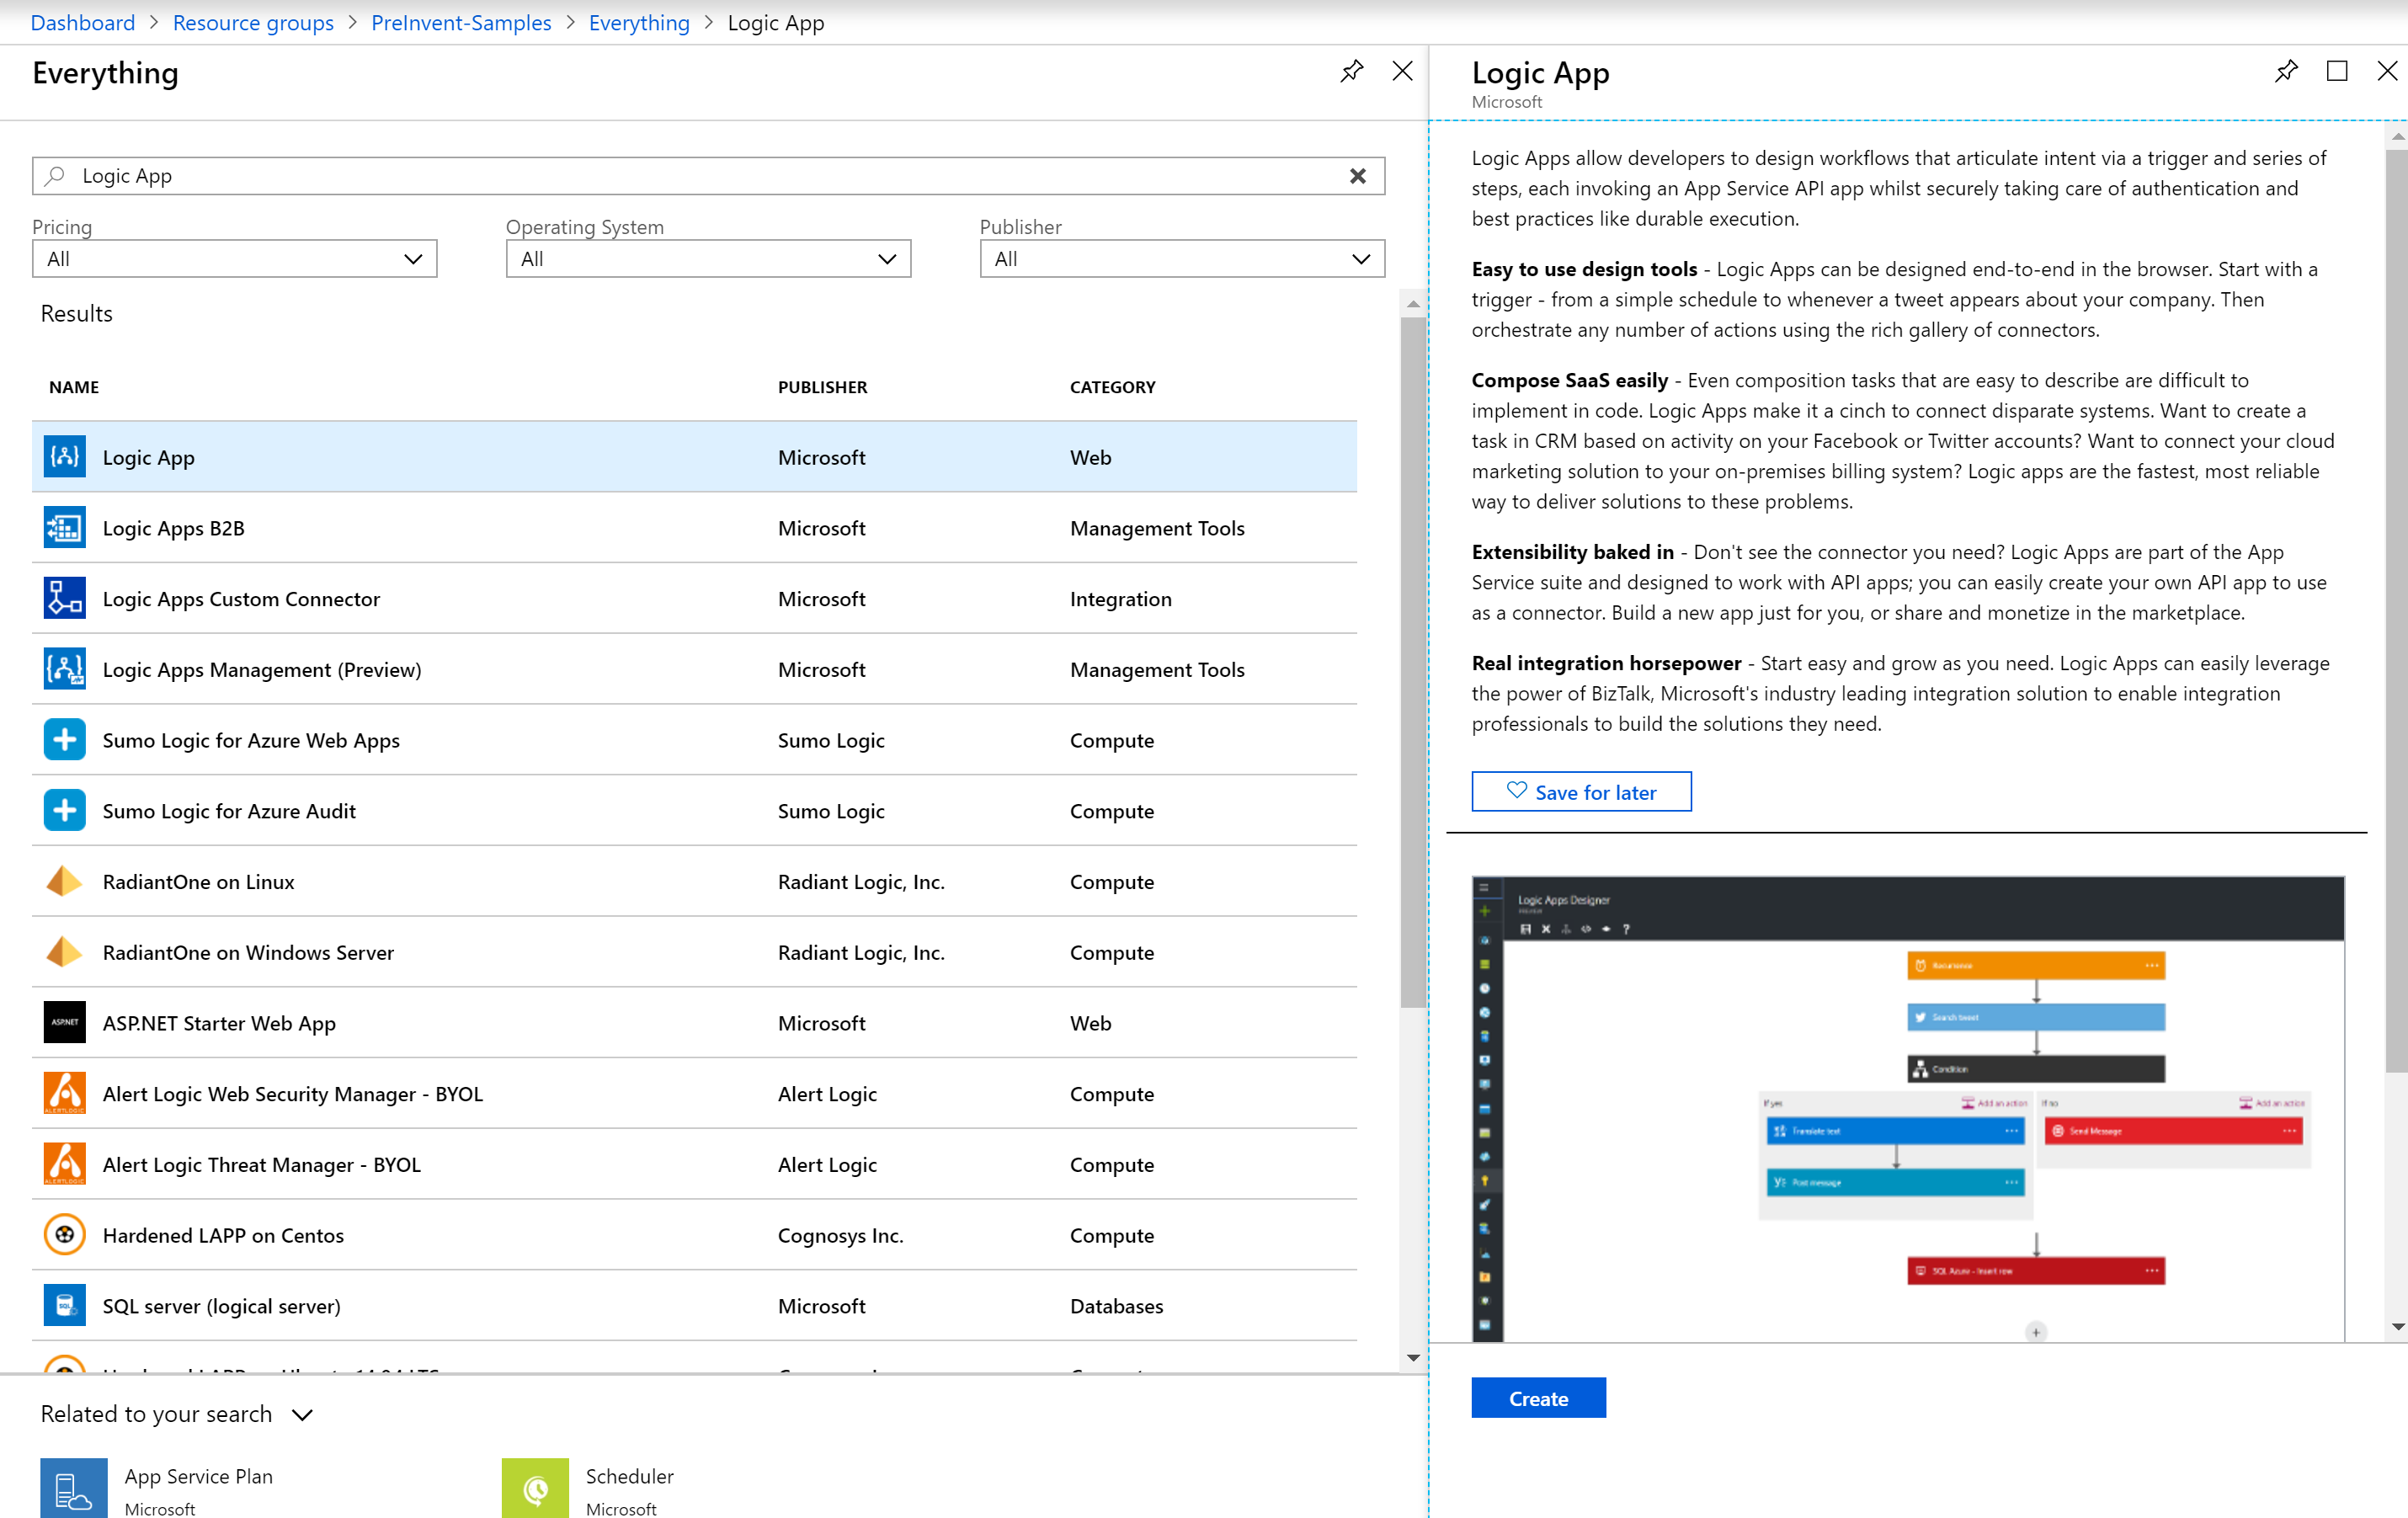 Dashboard > Resource groups > PreInvent-Samples > Everything > Logic App
Everything
Logic App
Pricing
Operating System
Publisher
All
All
All
Results
NAME PUBLISHER CATEGORY
Logic App Microsoft Web
Logic Apps B2B Microsoft Management Tools
Logic Apps Custom Connector Microsoft Integration
Logic Apps Management (Preview) Microsoft Management Tools
Sumo Logic for Azure Web Apps Sumo Logic Compute
Sumo Logic for Azure Audit Sumo Logic Compute
RadiantOne on Linux Radiant Logic, Inc. Compute
RadiantOne on Windows Server Radiant Logic, Inc. Compute
ASP.NET ASP.NET Starter Web App Microsoft Web
ALERTLOGIC Alert Logic Web Security Manager - BYOL Alert Logic Compute
ALERTLOGIC Alert Logic Threat Manager - BYOL Alert Logic Compute
Hardened LAPP on Centos Cognosys Inc. Compute
SQL SQL server (logical server) Microsoft Databases
Related to your search
App Service Plan
Microsoft
Scheduler
Microsoft
Logic App
Microsoft
Logic Apps allow developers to design workflows that articulate intent via a trigger and series of
steps, each invoking an App Service API app whilst securely taking care of authentication and
best practices like durable execution.
Easy to use design tools - Logic Apps can be designed end-to-end in the browser. Start with a
trigger - from a simple schedule to whenever a tweet appears about your company. Then
orchestrate any number of actions using the rich gallery of connectors.
Compose SaaS easily - Even composition tasks that are easy to describe are difficult to
implement in code. Logic Apps make it a cinch to connect disparate systems. Want to create a
task in CRM based on activity on your Facebook or Twitter accounts? Want to connect your cloud
marketing solution to your on-premises billing system? Logic apps are the fastest, most reliable
way to deliver solutions to these problems.
Extensibility baked in - Don't see the connector you need? Logic Apps are part of the App
Service suite and designed to work with API apps; you can easily create your own API app to use
as a connector. Build a new app just for you, or share and monetize in the marketplace.
Real integration horsepower - Start easy and grow as you need. Logic Apps can easily leverage
the power of BizTalk, Microsoft's industry leading integration solution to enable integration
professionals to build the solutions they need.
Save for later
Logic Apps Designer
Recurrence
Search tweet
Condition
If yes Add an action
If no Add an action
Translate text
Send Message
Post message
SQL Azure - Insert row
Create